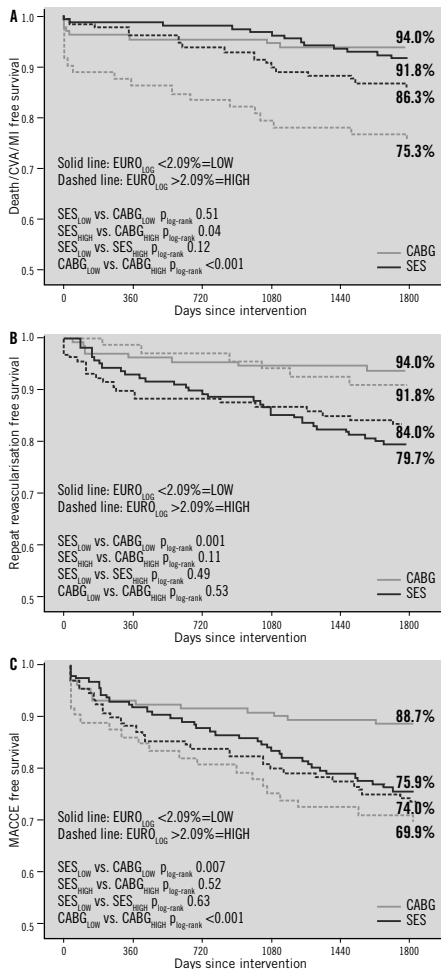 A
Death/CVA/MI free survival
1.0
0.9
0.8
0.7
0.6
0.5
94.0%
91.8%
86.3%
75.3%
Solid line: EURO_LOG <2.09%=LOW
Dashed line: EURO_LOG >2.09%=HIGH
SES_LOW vs. CABG_LOW p_log-rank 0.51
SES_HIGH vs. CABG_HIGH p_log-rank 0.04
SES_LOW vs. SES_HIGH p_log-rank 0.12
CABG_LOW vs. CABG_HIGH p_log-rank <0.001
CABG
SES
0 360 720 1080 1440 1800
Days since intervention
B
Repeat revascularisation free survival
1.0
0.9
0.8
0.7
0.6
0.5
94.0%
91.8%
84.0%
79.7%
Solid line: EURO_LOG <2.09%=LOW
Dashed line: EURO_LOG >2.09%=HIGH
SES_LOW vs. CABG_LOW p_log-rank 0.001
SES_HIGH vs. CABG_HIGH p_log-rank 0.11
SES_LOW vs. SES_HIGH p_log-rank 0.49
CABG_LOW vs. CABG_HIGH p_log-rank 0.53
CABG
SES
0 360 720 1080 1440 1800
Days since intervention
C
MACCE free survival
1.0
0.9
0.8
0.7
0.6
0.5
88.7%
75.9%
74.0%
69.9%
Solid line: EURO_LOG <2.09%=LOW
Dashed line: EURO_LOG >2.09%=HIGH
SES_LOW vs. CABG_LOW p_log-rank 0.007
SES_HIGH vs. CABG_HIGH p_log-rank 0.52
SES_LOW vs. SES_HIGH p_log-rank 0.63
CABG_LOW vs. CABG_HIGH p_log-rank <0.001
CABG
SES
0 360 720 1080 1440 1800
Days since intervention